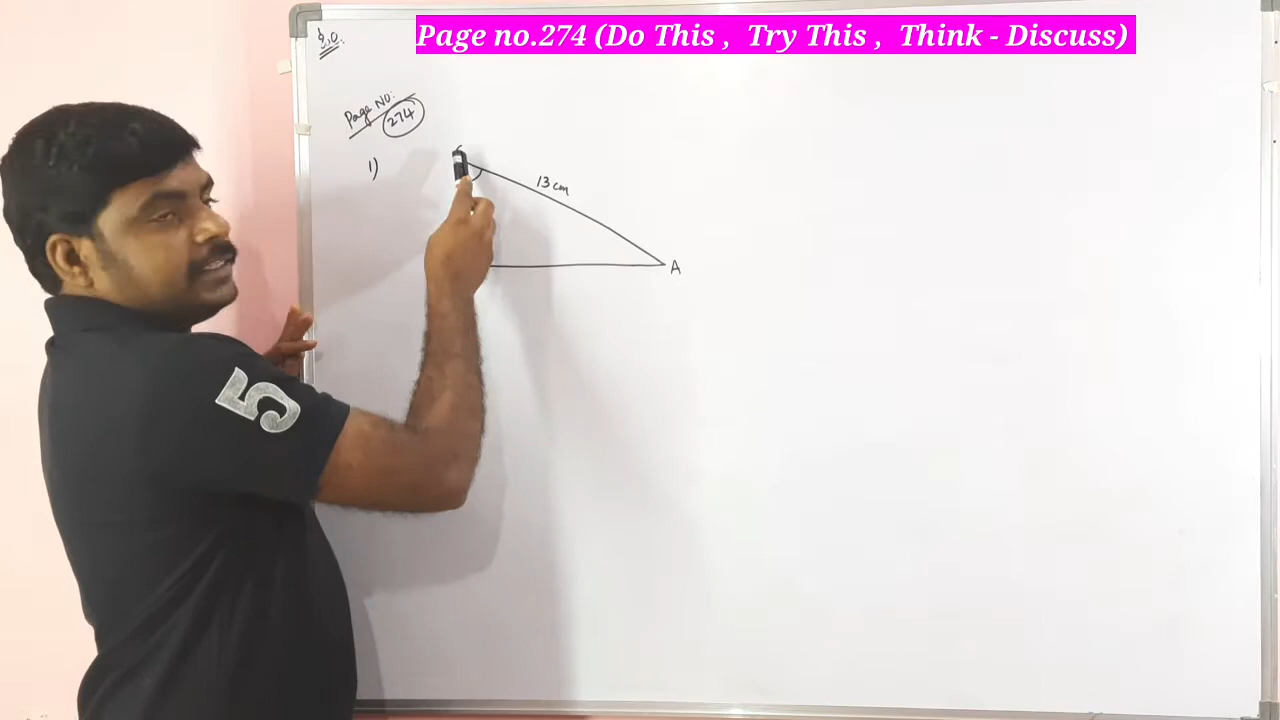 Page no.274 (Do This , Try This , Think - Discuss)
Page No:
274
1)
13 cm
A
5